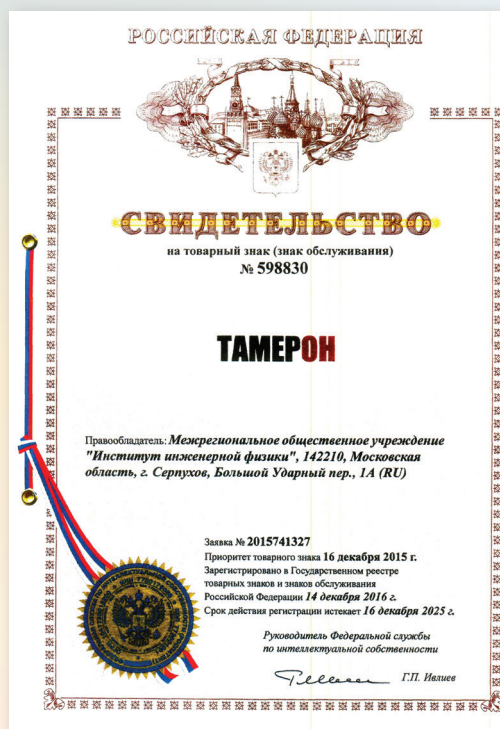 РОССИЙСКАЯ ФЕДЕРАЦИЯ
СВИДЕТЕЛЬСТВО
на товарный знак (знак обслуживания)
№ 598830
ТАМЕРОН
Правообладатель: Межрегиональное общественное учреждение
"Институт инженерной физики", 142210, Московская
область, г. Серпухов, Большой Ударный пер., 1А (RU)
Заявка № 2015741327
Приоритет товарного знака 16 декабря 2015 г.
Зарегистрировано в Государственном реестре
товарных знаков и знаков обслуживания
Российской Федерации 14 декабря 2016 г.
Срок действия регистрации истекает 16 декабря 2025 г.
Руководитель Федеральной службы
по интеллектуальной собственности
Г.П. Ивлиев